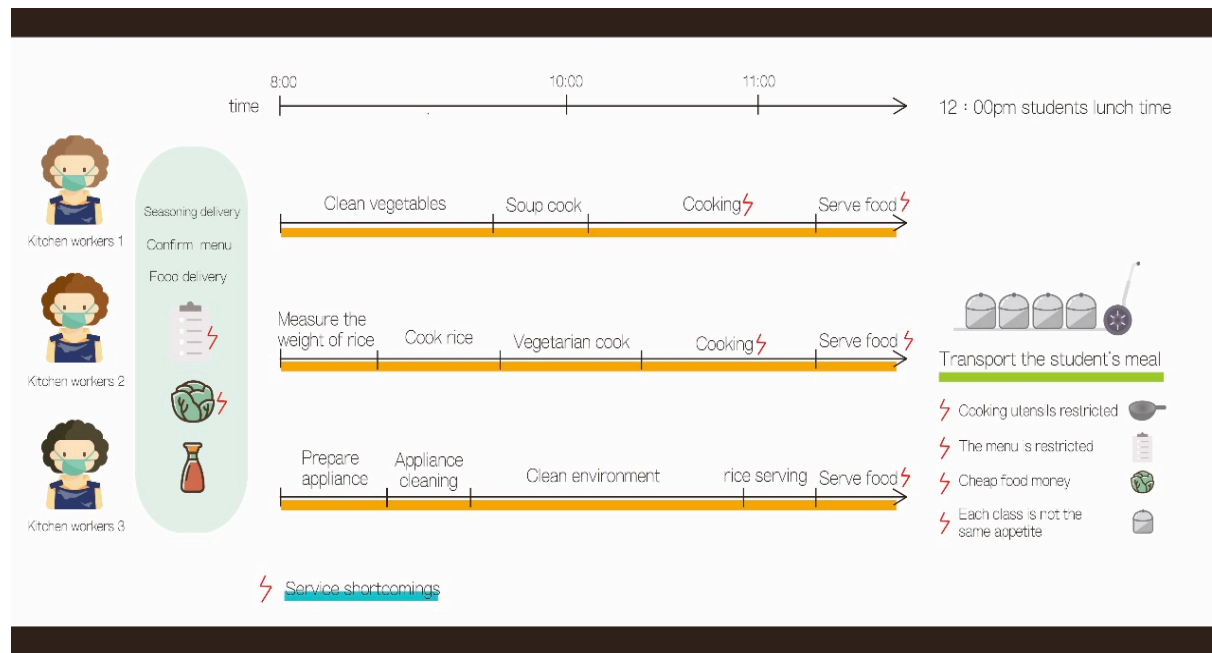 8:00
10:00
11:00
time
12：00pm students lunch time
Kitchen workers 1
Seasoning delivery
Confirm menu
Food delivery
Clean vegetables
Soup cook
Cooking
Serve food
Kitchen workers 2
Measure the
weight of rice
Cook rice
Vegetarian cook
Cooking
Serve food
Kitchen workers 3
Prepare
appliance
Appliance
cleaning
Clean environment
rice serving
Serve food
Transport the student's meal
Cooking utensils restricted
The menu is restricted
Cheap food money
Each class is not the
same appetite
Service shortcomings